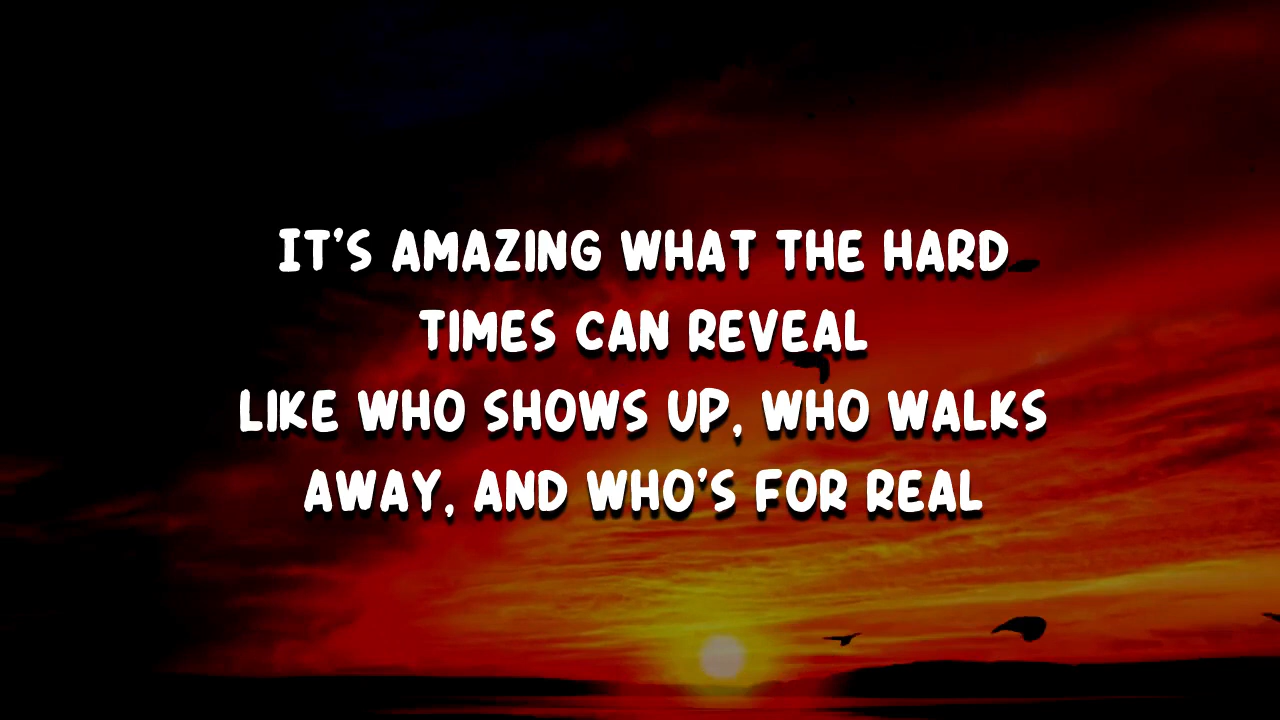 IT'S AMAZING WHAT THE HARD
TIMES CAN REVEAL
LIKE WHO SHOWS UP, WHO WALKS
AWAY, AND WHO'S FOR REAL